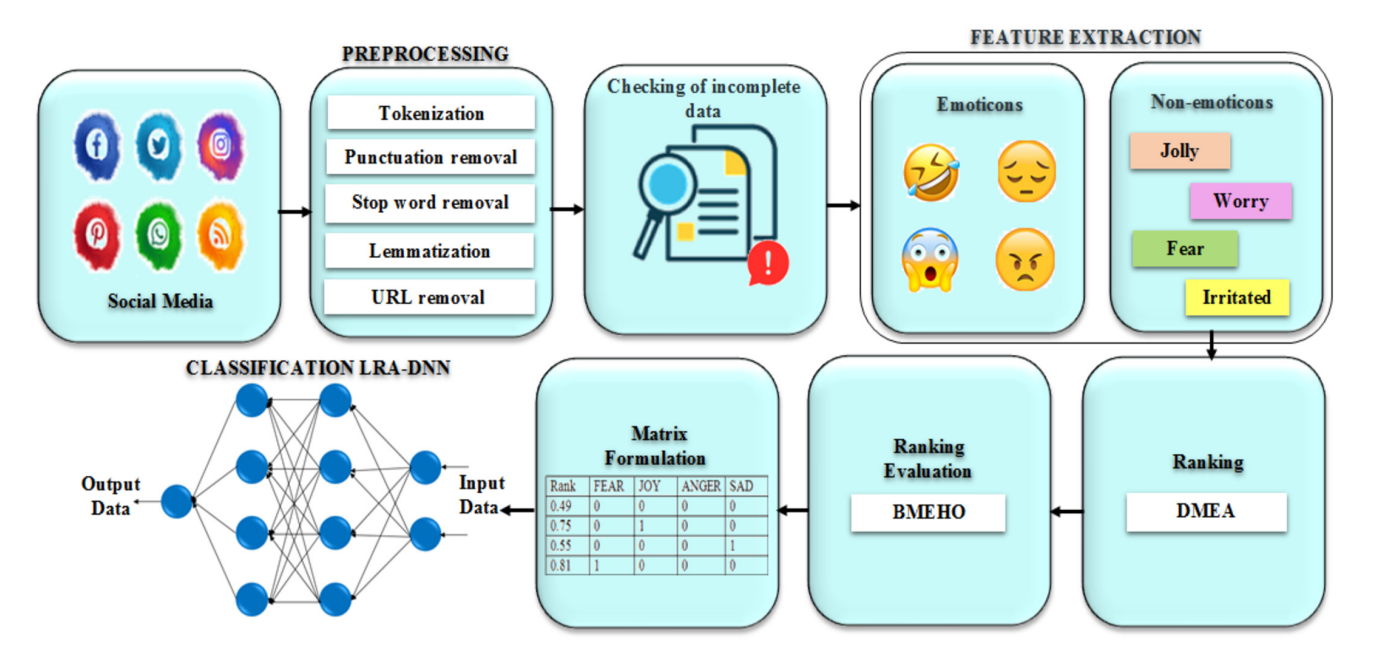 PREPROCESSING
FEATURE EXTRACTION
Social Media
Tokenization
Punctuation removal
Stop word removal
Lemmatization
URL removal
Checking of incomplete
data
Emoticons
Non-emoticons
Jolly
Worry
Fear
Irritated
Ranking
DMEA
Ranking
Evaluation
BMEHO
Matrix
Formulation
Rank FEAR JOY ANGER SAD
0.49 0 0 0 0
0.75 0 1 0 0
0.55 0 0 0 1
0.81 1 0 0 0
CLASSIFICATION LRA-DNN
Input
Data
Output
Data